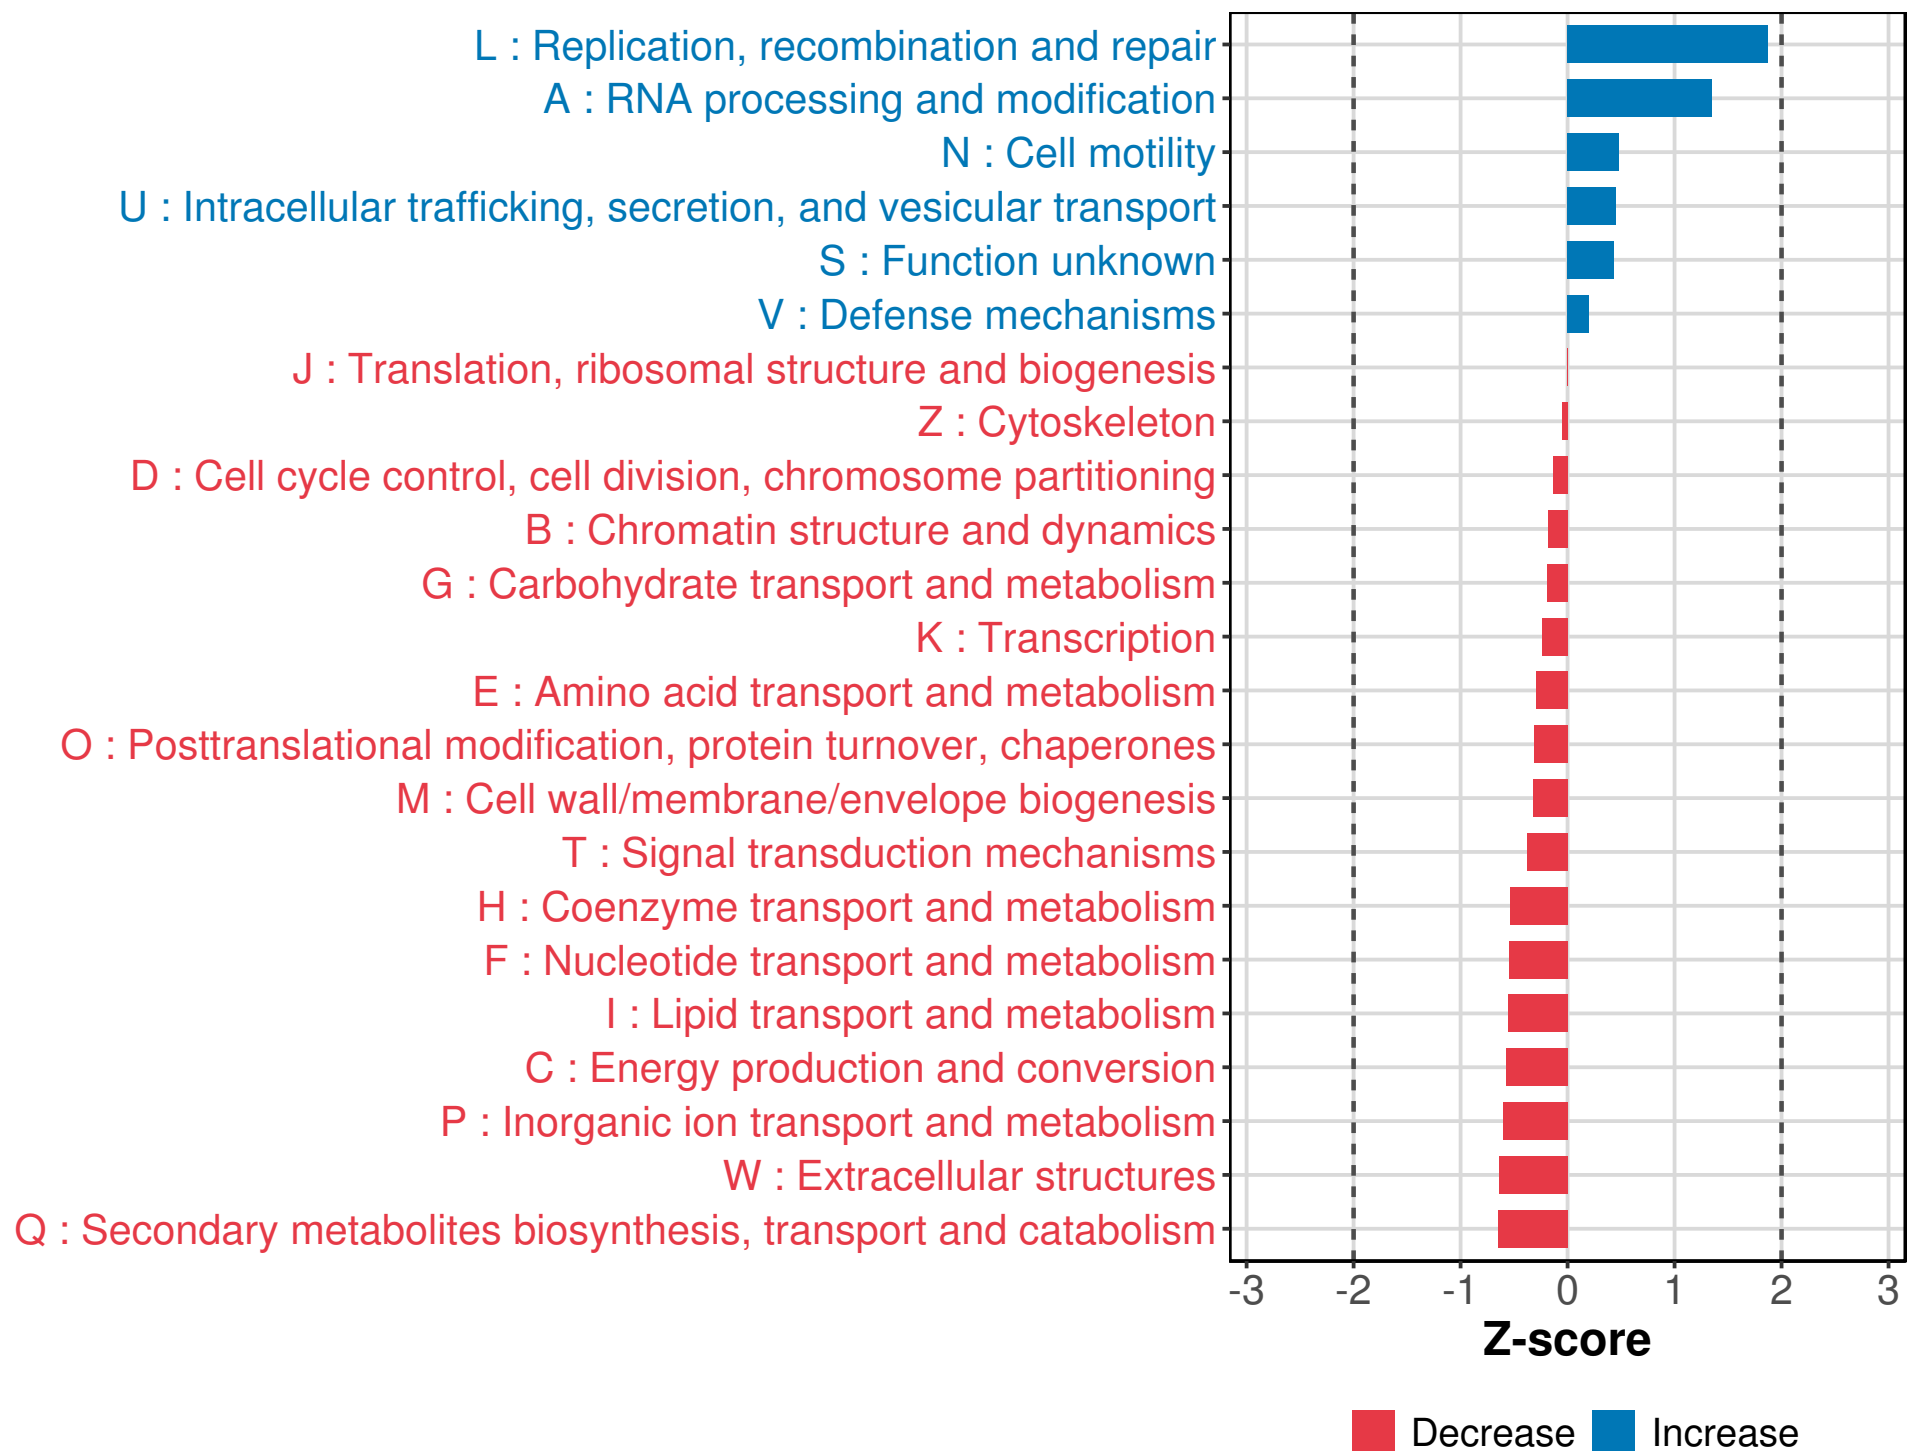 L : Replication, recombination and repair
A : RNA processing and modification
N : Cell motility
U : Intracellular trafficking, secretion, and vesicular transport
S : Function unknown
V : Defense mechanisms
J : Translation, ribosomal structure and biogenesis
Z : Cytoskeleton
D : Cell cycle control, cell division, chromosome partitioning
B : Chromatin structure and dynamics
G : Carbohydrate transport and metabolism
K : Transcription
E : Amino acid transport and metabolism
O : Posttranslational modification, protein turnover, chaperones
M : Cell wall/membrane/envelope biogenesis
T : Signal transduction mechanisms
H : Coenzyme transport and metabolism
F : Nucleotide transport and metabolism
I : Lipid transport and metabolism
C : Energy production and conversion
P : Inorganic ion transport and metabolism
W : Extracellular structures
Q : Secondary metabolites biosynthesis, transport and catabolism
-3 -2 -1 0 1 2 3
Z-score
Decrease Increase